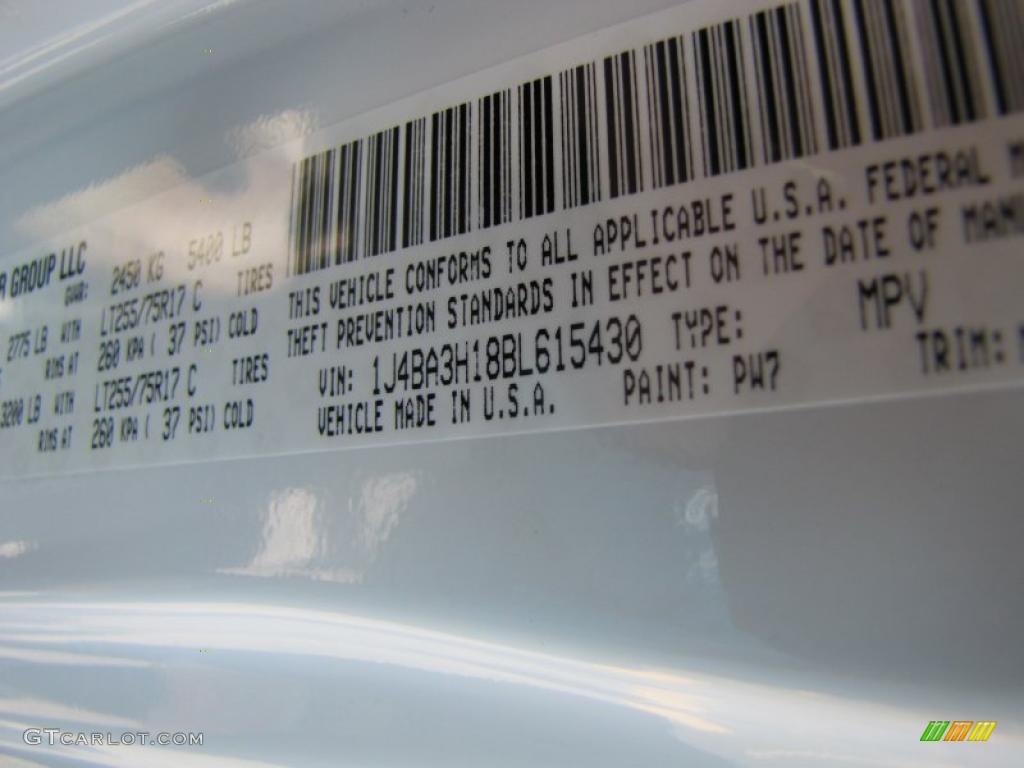 R GROUP LLC
GVWR: 2450 KG 5400 LB
2775 LB WITH LT255/75R17 C TIRES
RIMS AT 260 KPA ( 37 PSI) COLD
3200 LB WITH LT255/75R17 C TIRES
RIMS AT 260 KPA ( 37 PSI) COLD
THIS VEHICLE CONFORMS TO ALL APPLICABLE U.S.A. FEDERAL M
THEFT PREVENTION STANDARDS IN EFFECT ON THE DATE OF MANU
VIN: 1J4BA3H18BL615430 TYPE: MPV
VEHICLE MADE IN U.S.A. PAINT: PW7 TRIM:
GTCARLOT.COM